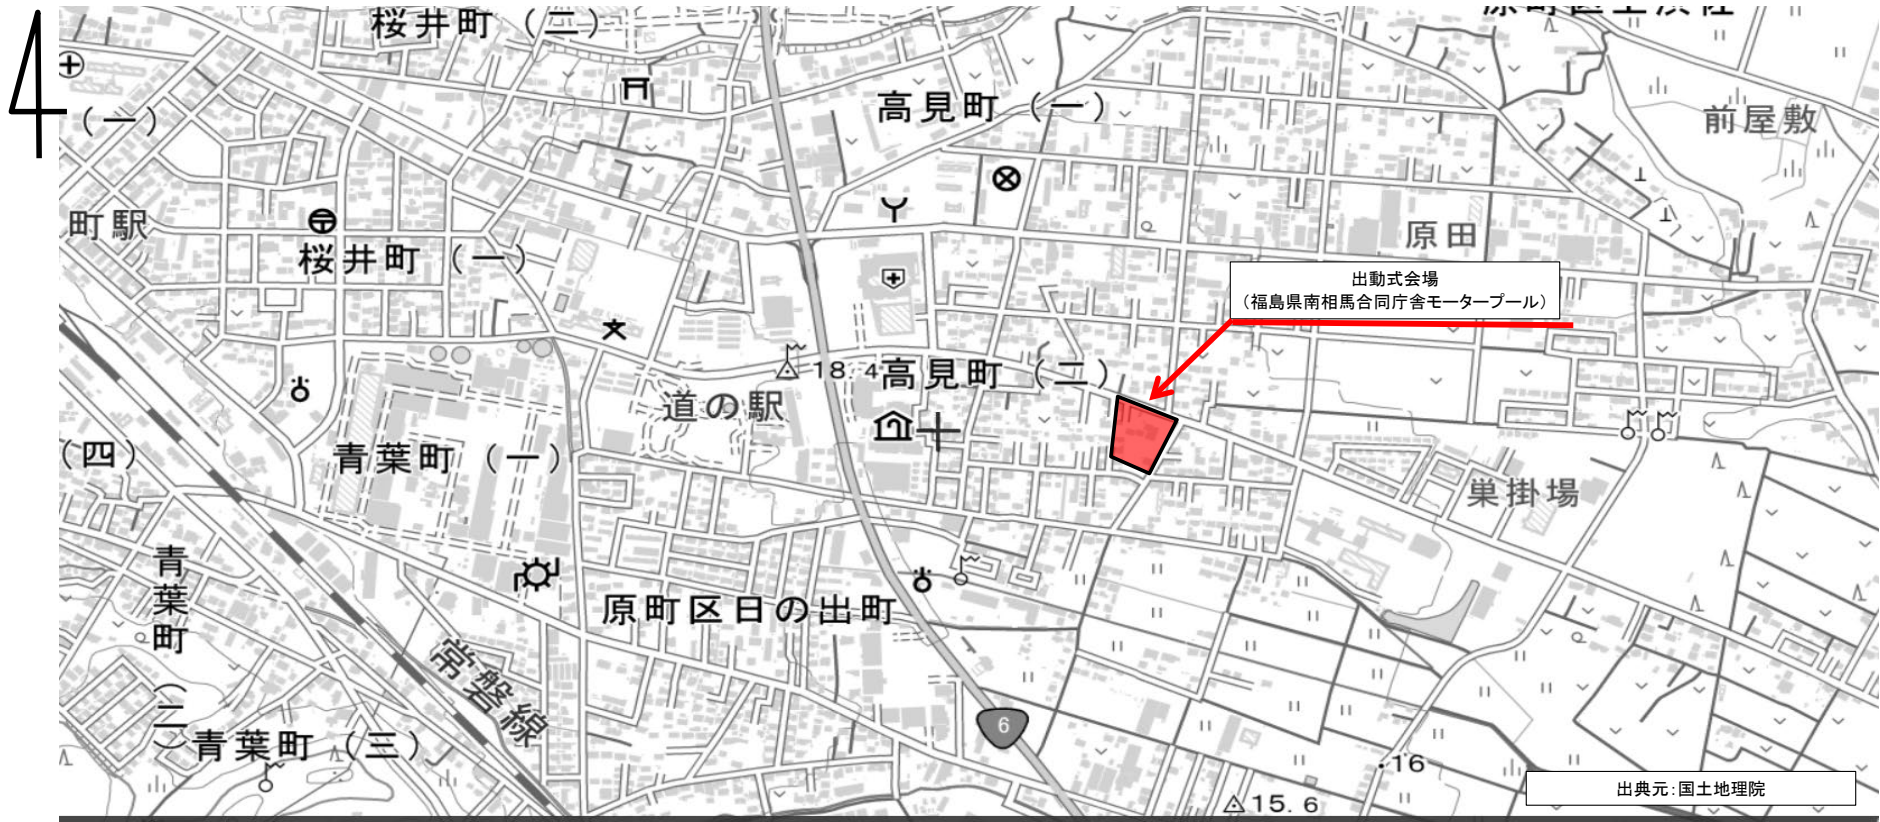 4
桜井町（二）
（一）
高見町（一）
前屋敷
町駅
桜井町（一）
原田
出動式会場
（福島県南相馬合同庁舎モータープール）
18.4
高見町（二）
道の駅
（四）
青葉町（一）
巣掛場
青葉町（二）
原町区日の出町
常磐線
青葉町（三）
6
16
15.6
出典元：国土地理院